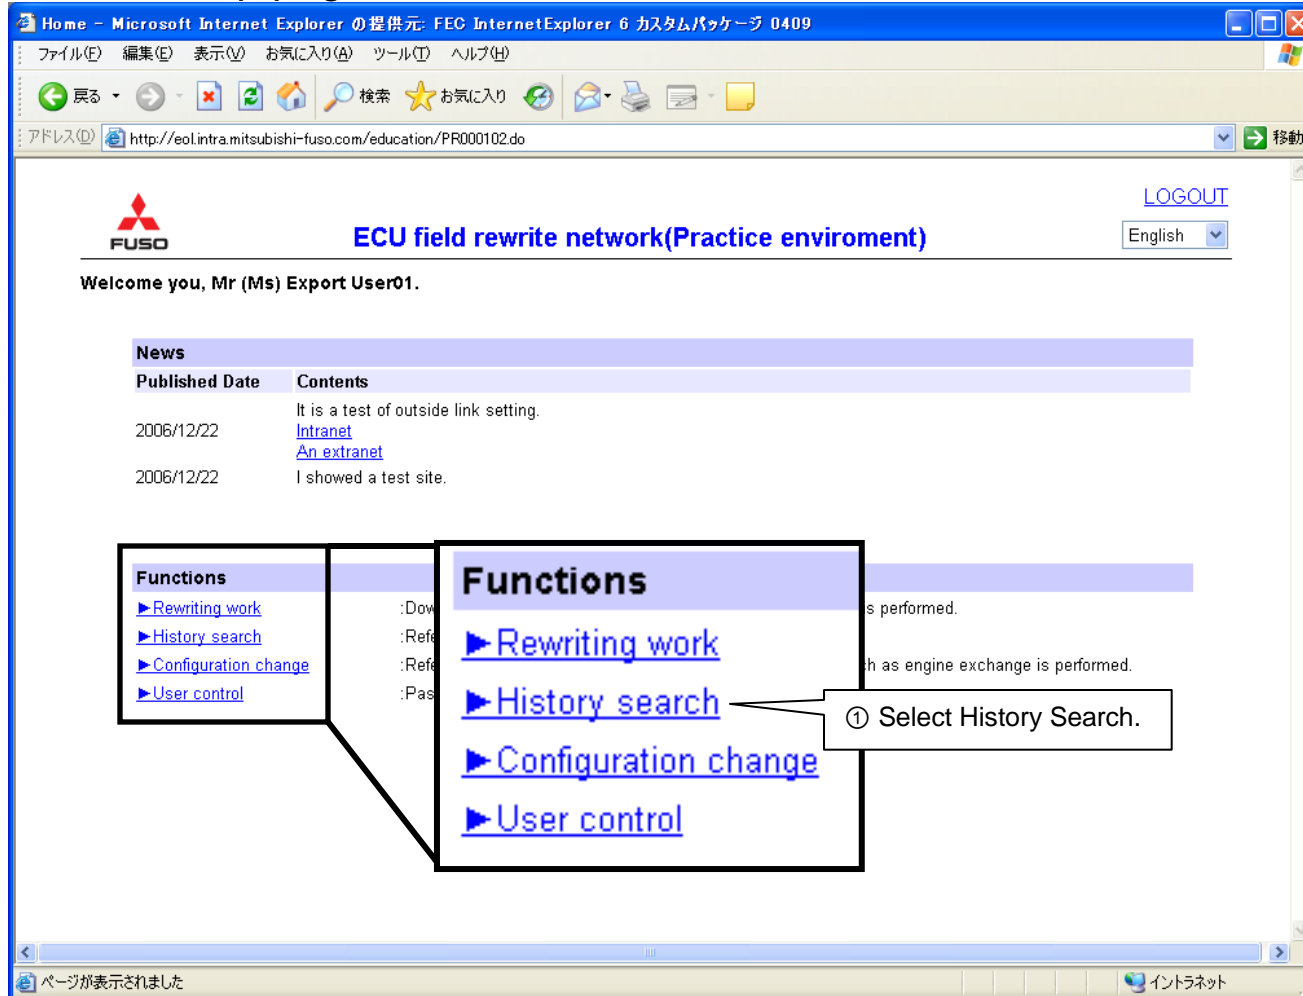 Home - Microsoft Internet Explorer の提供元: FEC InternetExplorer 6 カスタムパッケージ 0409
ファイル(F) 編集(E) 表示(V) お気に入り(A) ツール(T) ヘルプ(H)
戻る 検索 お気に入り
アドレス(D) http://eol.intra.mitsubishi-fuso.com/education/PR000102.do 移動
LOGOUT
FUSO
ECU field rewrite network(Practice enviroment)
English
Welcome you, Mr (Ms) Export User01.
News
Published Date Contents
It is a test of outside link setting.
2006/12/22 Intranet
An extranet
2006/12/22 I showed a test site.
Functions
►Rewriting work :Dow s performed.
►History search :Refe
►Configuration change :Refe h as engine exchange is performed.
►User control :Pas
Functions
►Rewriting work
►History search
① Select History Search.
►Configuration change
►User control
ページが表示されました イントラネット